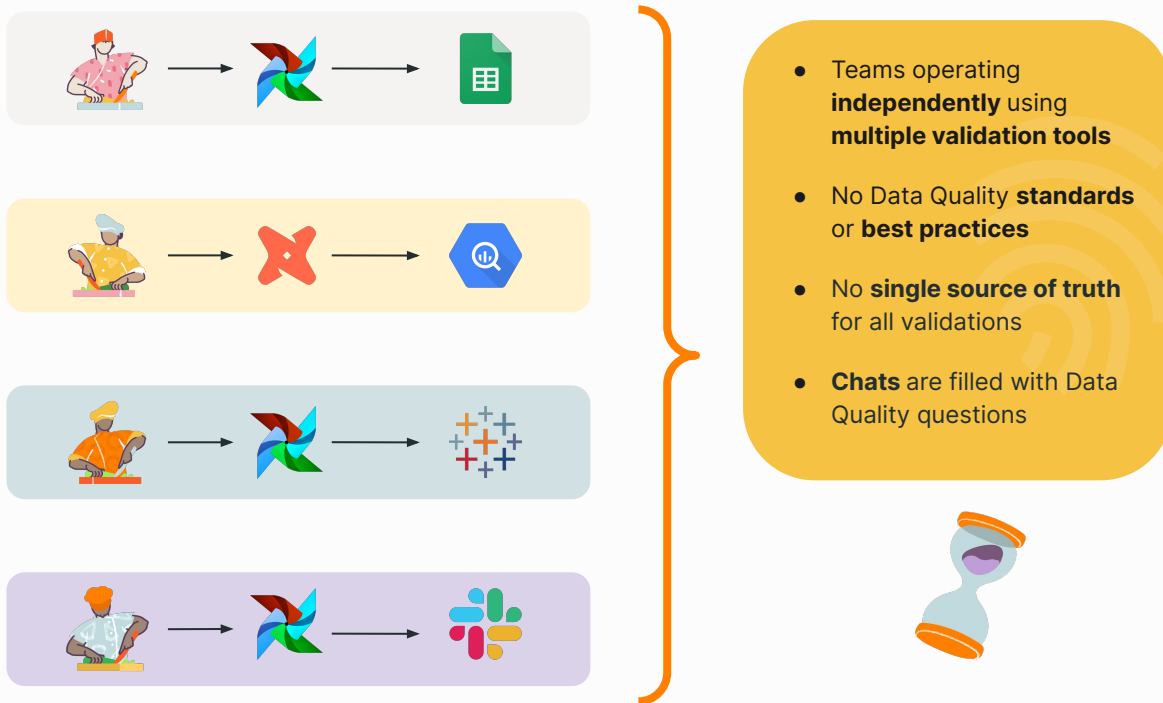 ● Teams operating
independently using
multiple validation tools
● No Data Quality standards
or best practices
● No single source of truth
for all validations
● Chats are filled with Data
Quality questions